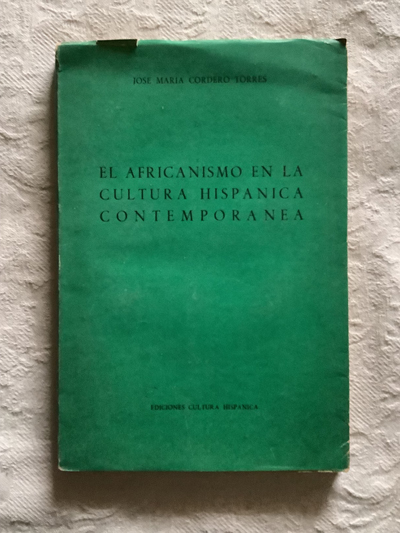 JOSE MARIA CORDERO TORRES
EL AFRICANISMO EN LA
CULTURA HISPANICA
CONTEMPORANEA
EDICIONES CULTURA HISPANICA